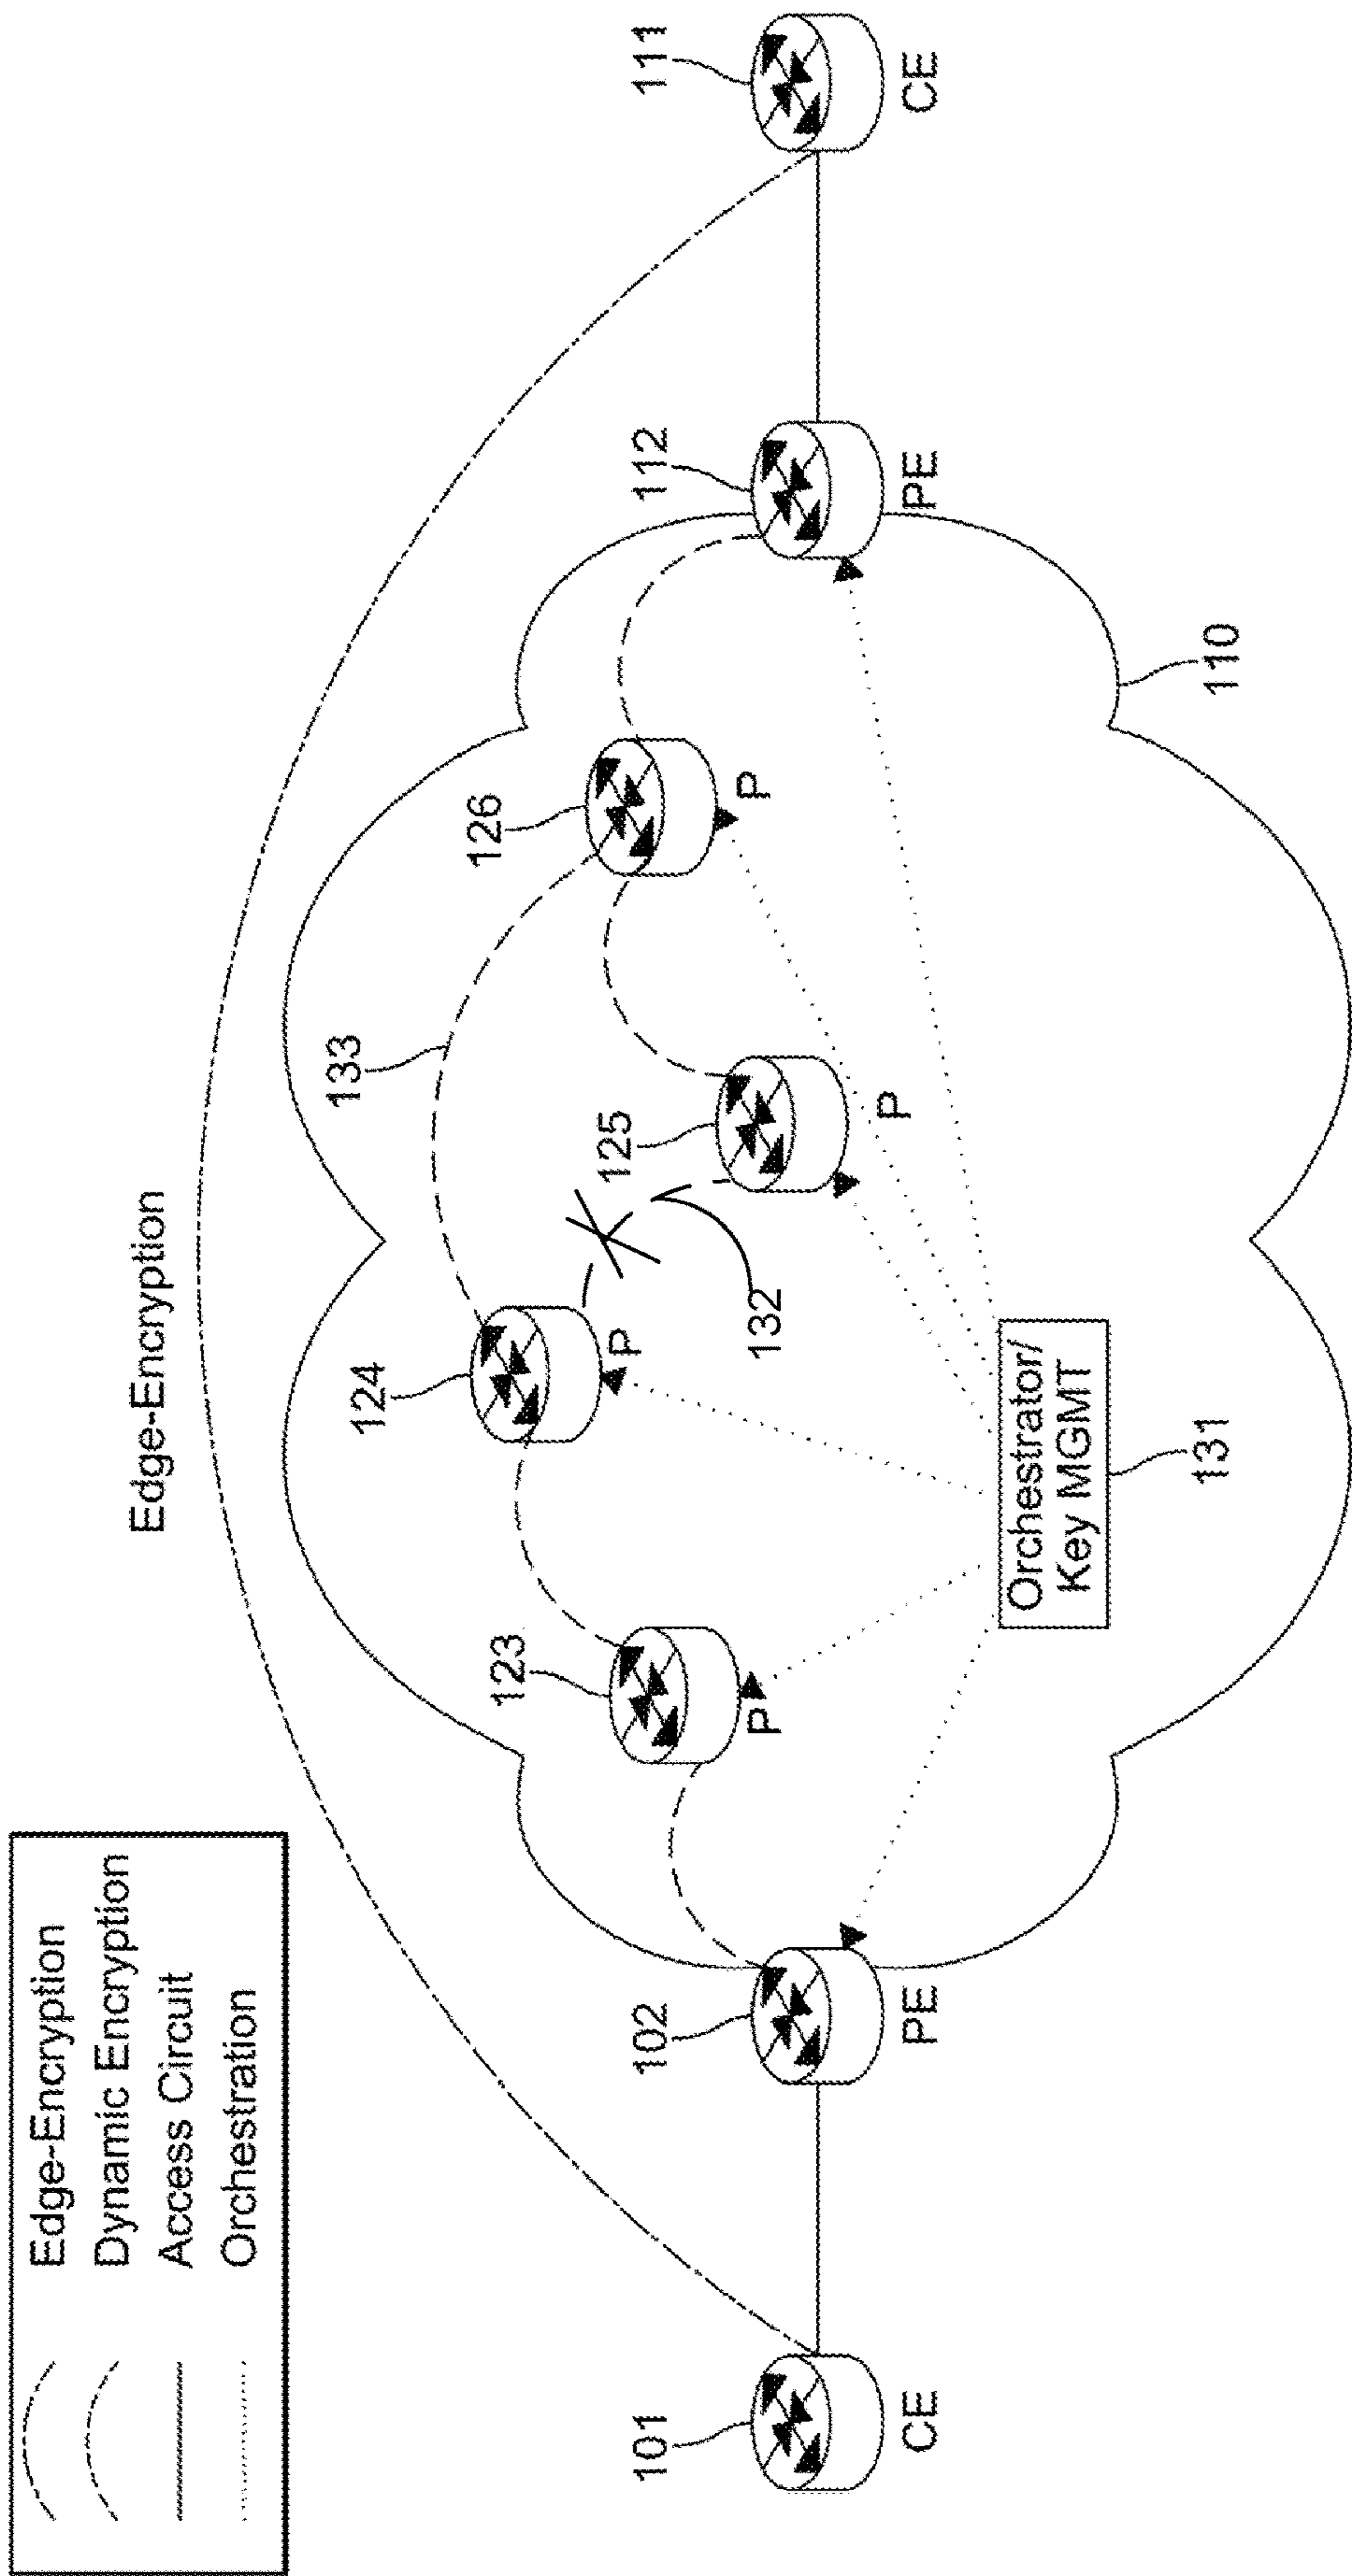 Edge-Encryption
Dynamic Encryption
Access Circuit
Orchestration
Edge-Encryption
133
124
126
123
125
132
P
P
P
P
101
102
112
111
CE
PE
PE
CE
Orchestrator/
Key MGMT
131
110